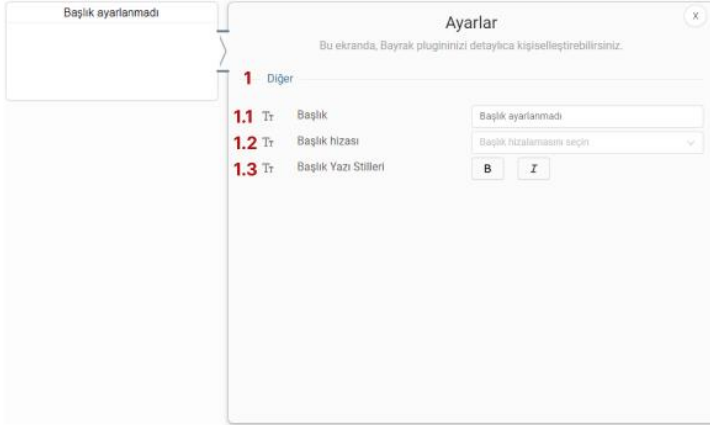 Başlık ayarlanmadı
Ayarlar
X
Bu ekranda, Bayrak plugininizi detaylıca kişiselleştirebilirsiniz.
1 Diğer
1.1 Tт Başlık Başlık ayarlanmadı
1.2 Tт Başlık hizası Başlık hizalamasını seçin
1.3 Tт Başlık Yazı Stilleri B I